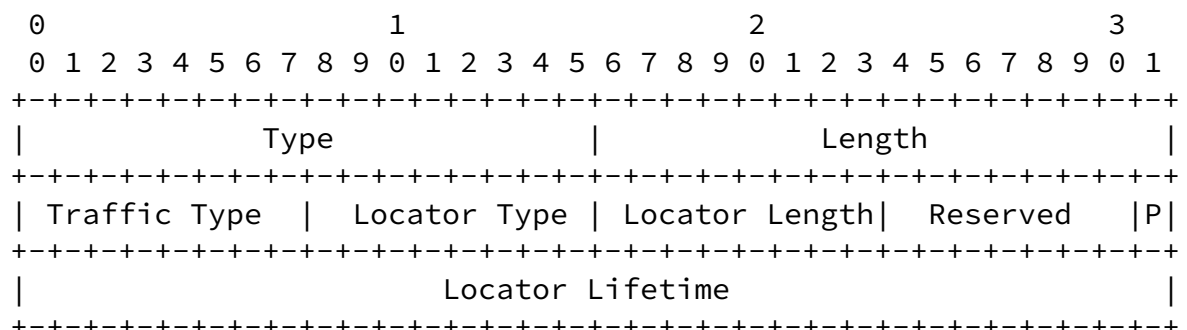 0                   1                   2                   3
 0 1 2 3 4 5 6 7 8 9 0 1 2 3 4 5 6 7 8 9 0 1 2 3 4 5 6 7 8 9 0 1
+-+-+-+-+-+-+-+-+-+-+-+-+-+-+-+-+-+-+-+-+-+-+-+-+-+-+-+-+-+-+-+-+
|             Type              |            Length             |
+-+-+-+-+-+-+-+-+-+-+-+-+-+-+-+-+-+-+-+-+-+-+-+-+-+-+-+-+-+-+-+-+
| Traffic Type  |  Locator Type | Locator Length|  Reserved   |P|
+-+-+-+-+-+-+-+-+-+-+-+-+-+-+-+-+-+-+-+-+-+-+-+-+-+-+-+-+-+-+-+-+
|                       Locator Lifetime                        |
+-+-+-+-+-+-+-+-+-+-+-+-+-+-+-+-+-+-+-+-+-+-+-+-+-+-+-+-+-+-+-+-+